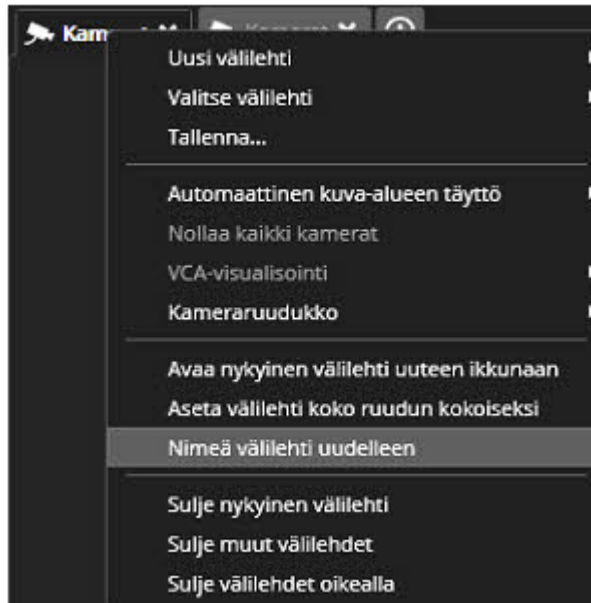 Uusi välilehti
Valitse välilehti
Tallenna...
Automaattinen kuva-alueen täyttö
Nollaa kaikki kamerat
VCA-visualisointi
Kameraruudukko
Avaa nykyinen välilehti uuteen ikkunaan
Aseta välilehti koko ruudun kokoiseksi
Nimeä välilehti uudelleen
Sulje nykyinen välilehti
Sulje muut välilehdet
Sulje välilehdet oikealla